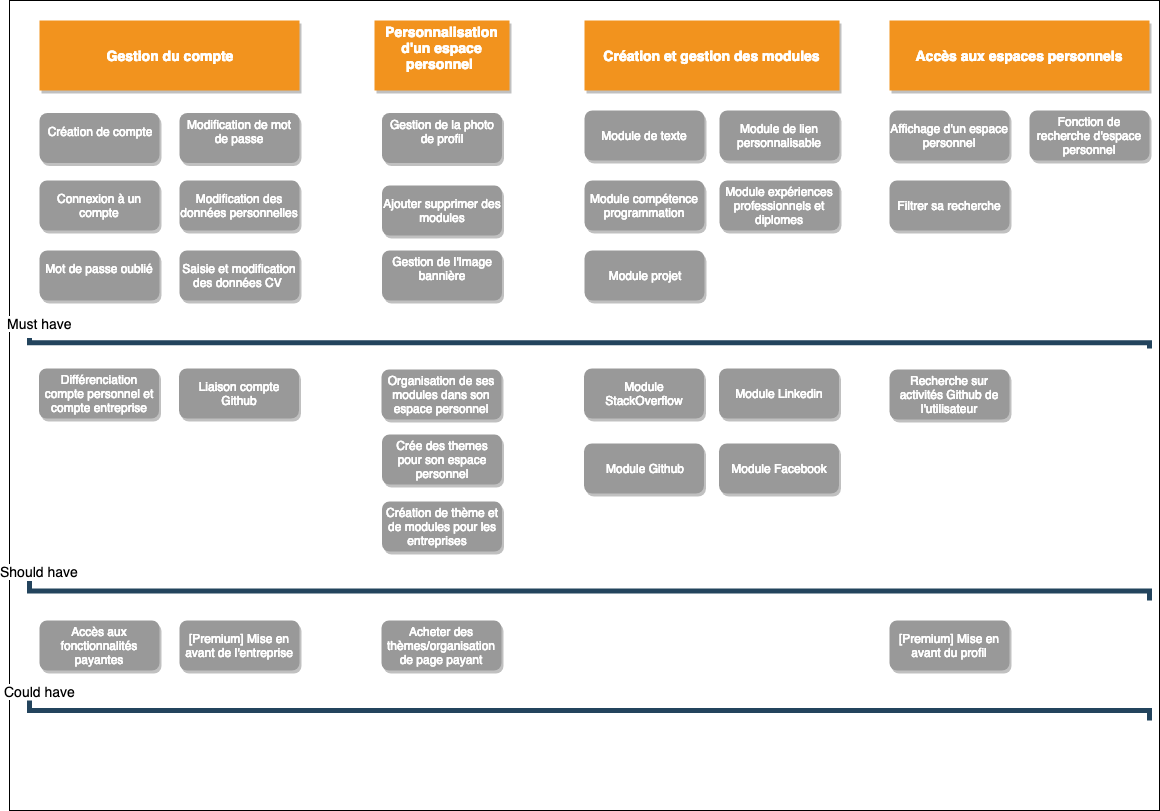 Gestion du compte
Personnalisation
d'un espace
personnel
Création et gestion des modules
Accès aux espaces personnels
Création de compte
Modification de mot
de passe
Gestion de la photo
de profil
Module de texte
Module de lien
personnalisable
Affichage d'un espace
personnel
Fonction de
recherche d'espace
personnel
Connexion à un
compte
Modification des
données personnelles
Ajouter supprimer des
modules
Module compétence
programmation
Module expériences
professionnels et
diplomes
Filtrer sa recherche
Mot de passe oublié
Saisie et modification
des données CV
Gestion de l'image
bannière
Module projet
Must have
Différenciation
compte personnel et
compte entreprise
Liaison compte
Github
Organisation de ses
modules dans son
espace personnel
Module
StackOverflow
Module Linkedin
Recherche sur
activités Github de
l'utilisateur
Crée des themes
pour son espace
personnel
Module Github
Module Facebook
Création de thème et
de modules pour les
entreprises
Should have
Accès aux
fonctionnalités
payantes
[Premium] Mise en
avant de l'entreprise
Acheter des
thèmes/organisation
de page payant
[Premium] Mise en
avant du profil
Could have